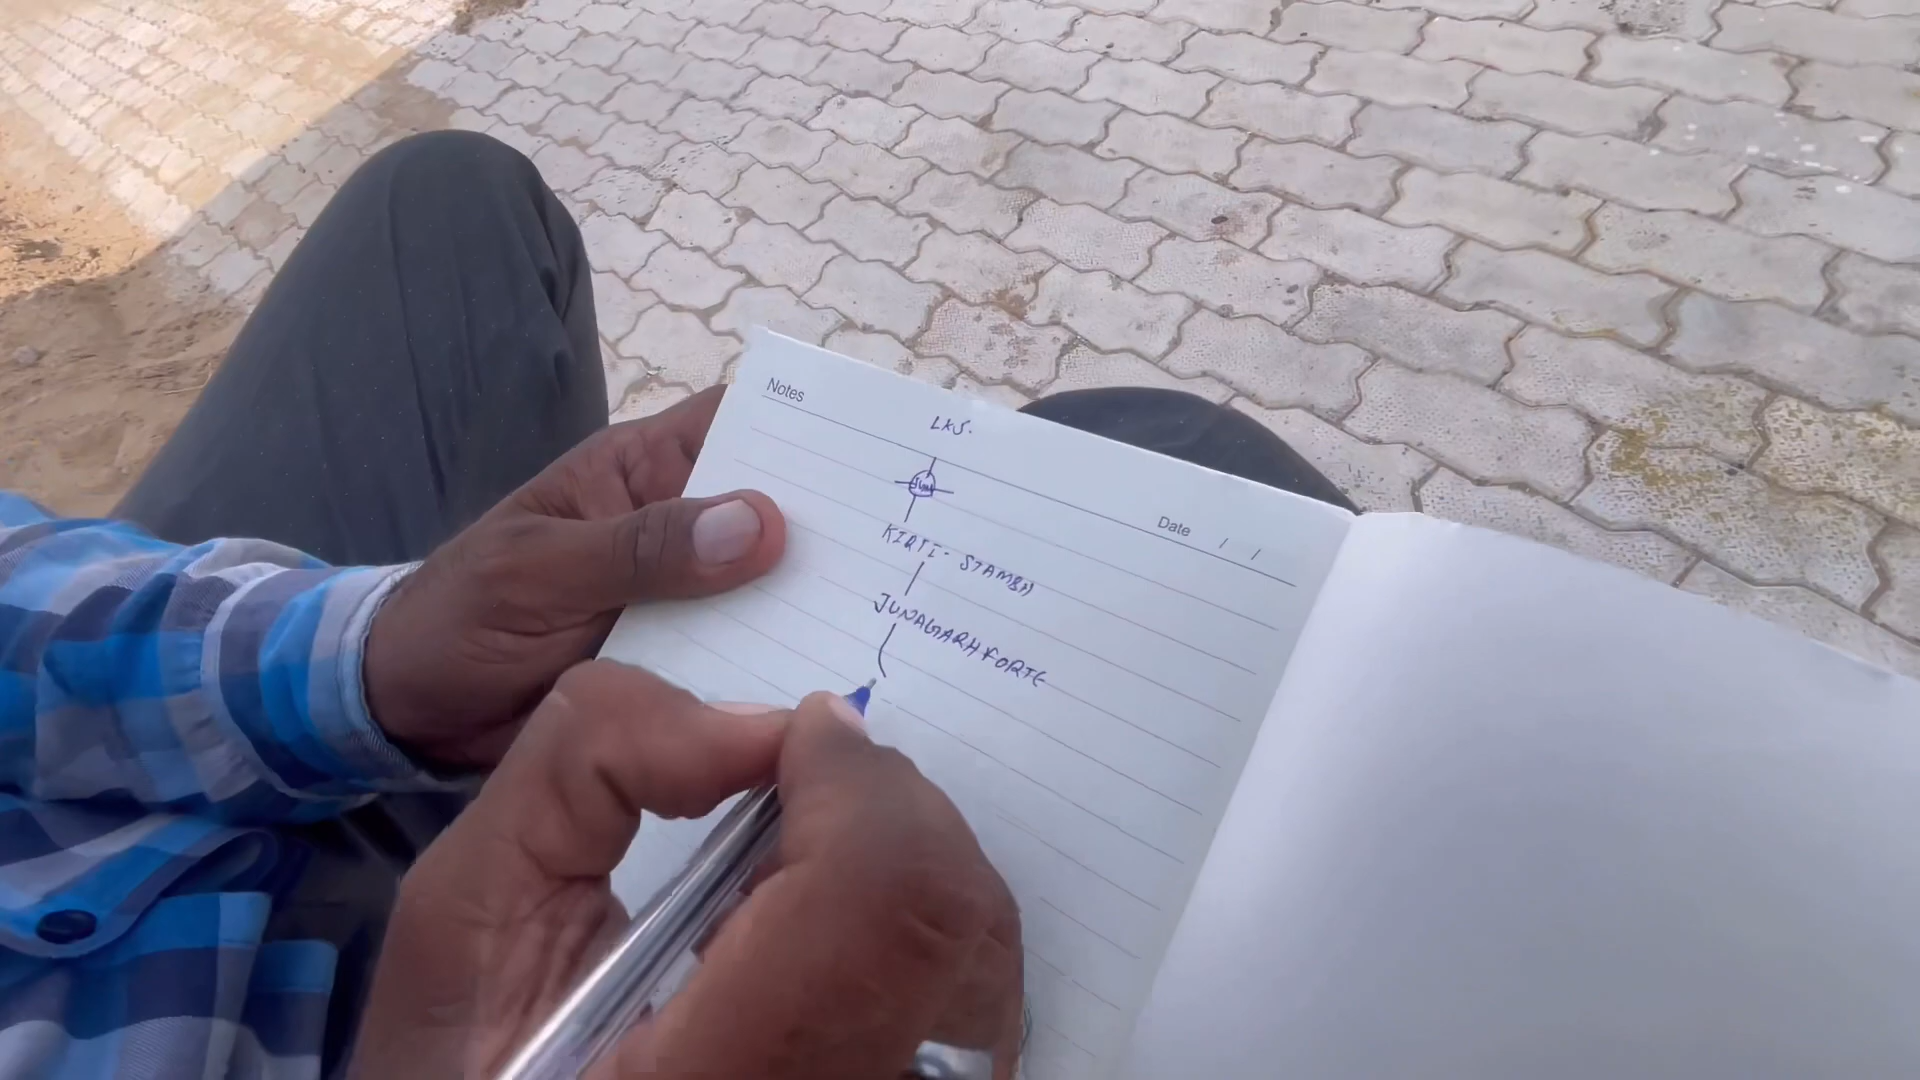 Notes
LKS.
Date / /
KIRTI- STAMBH
JUNAGARH FORTE